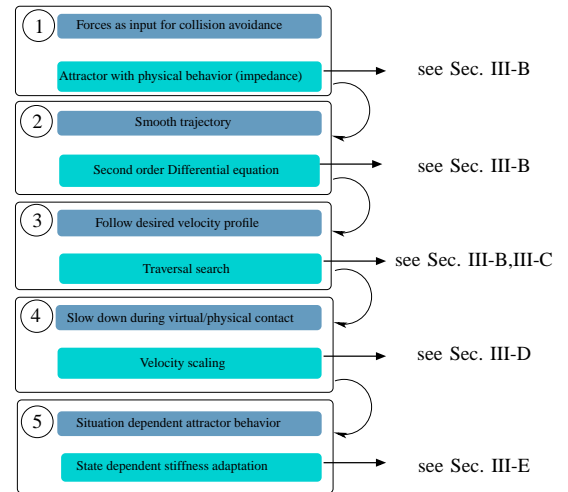 1
Forces as input for collision avoidance
Attractor with physical behavior (impedance)
see Sec. III-B
2
Smooth trajectory
Second order Differential equation
see Sec. III-B
3
Follow desired velocity profile
Traversal search
see Sec. III-B,III-C
4
Slow down during virtual/physical contact
Velocity scaling
see Sec. III-D
5
Situation dependent attractor behavior
State dependent stiffness adaptation
see Sec. III-E